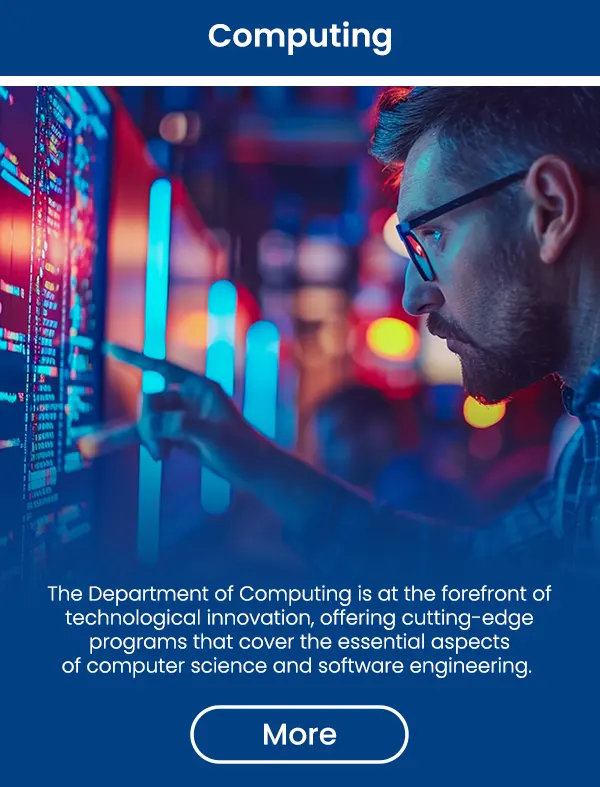 Computing
The Department of Computing is at the forefront of
technological innovation, offering cutting-edge
programs that cover the essential aspects
of computer science and software engineering.
More